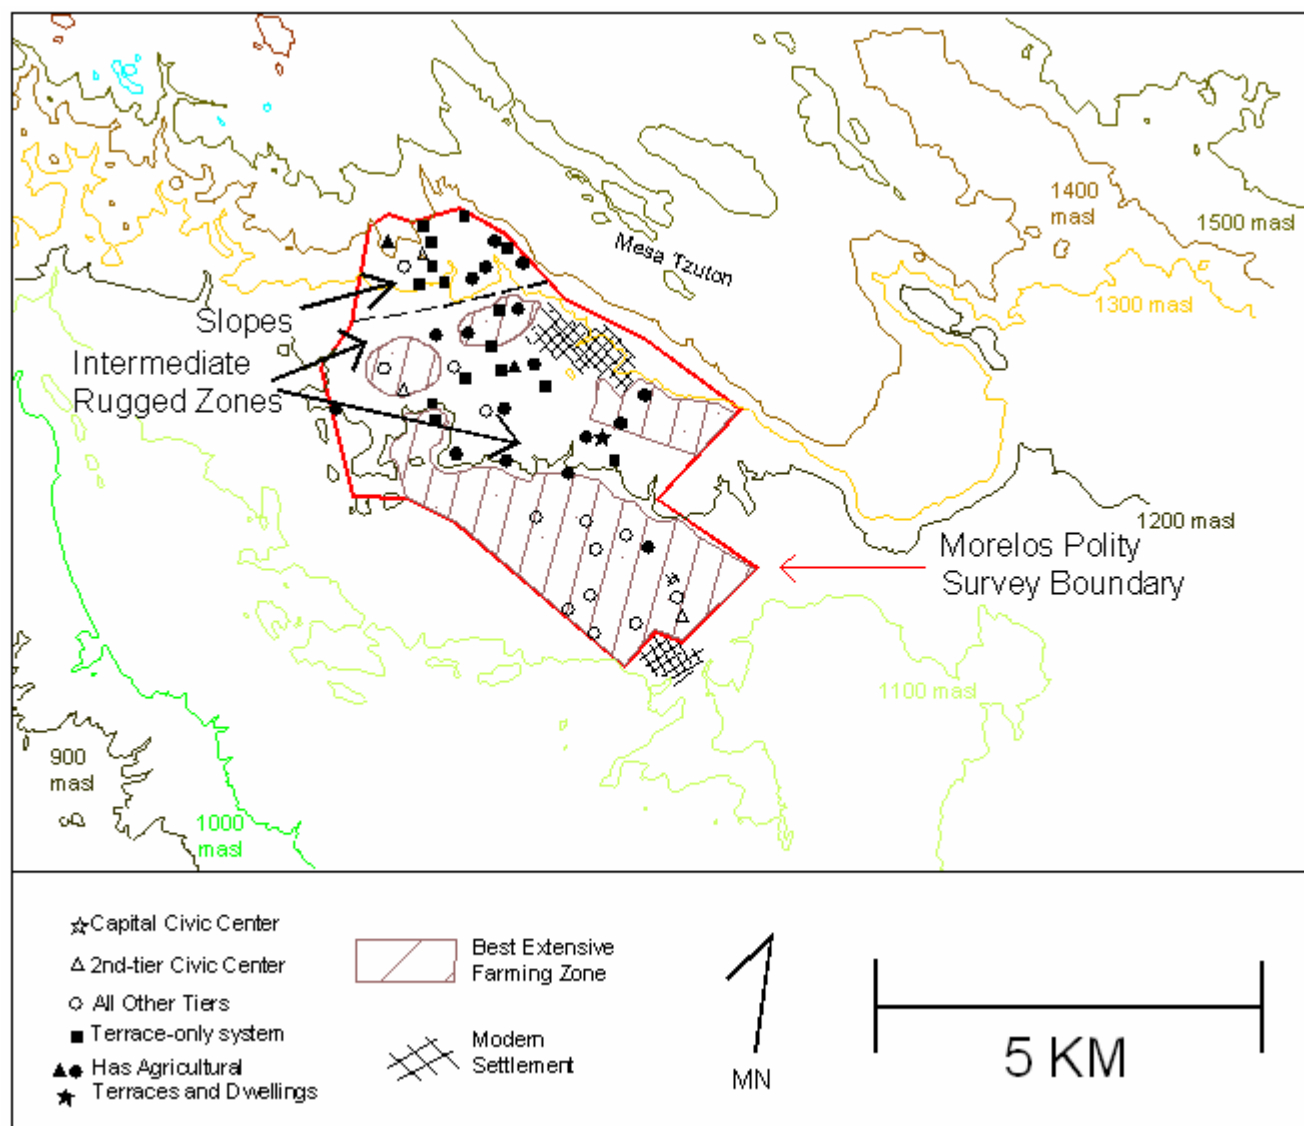 Mesa Tzuton
1400
masl
1500 masl
1300 masl
Slopes
Intermediate
Rugged Zones
1200 masl
Morelos Polity
Survey Boundary
1100 masl
900
masl
1000
masl
Capital Civic Center
2nd-tier Civic Center
All Other Tiers
Terrace-only system
Has Agricultural
Terraces and Dwellings
Best Extensive
Farming Zone
Modern
Settlement
MN
5 KM